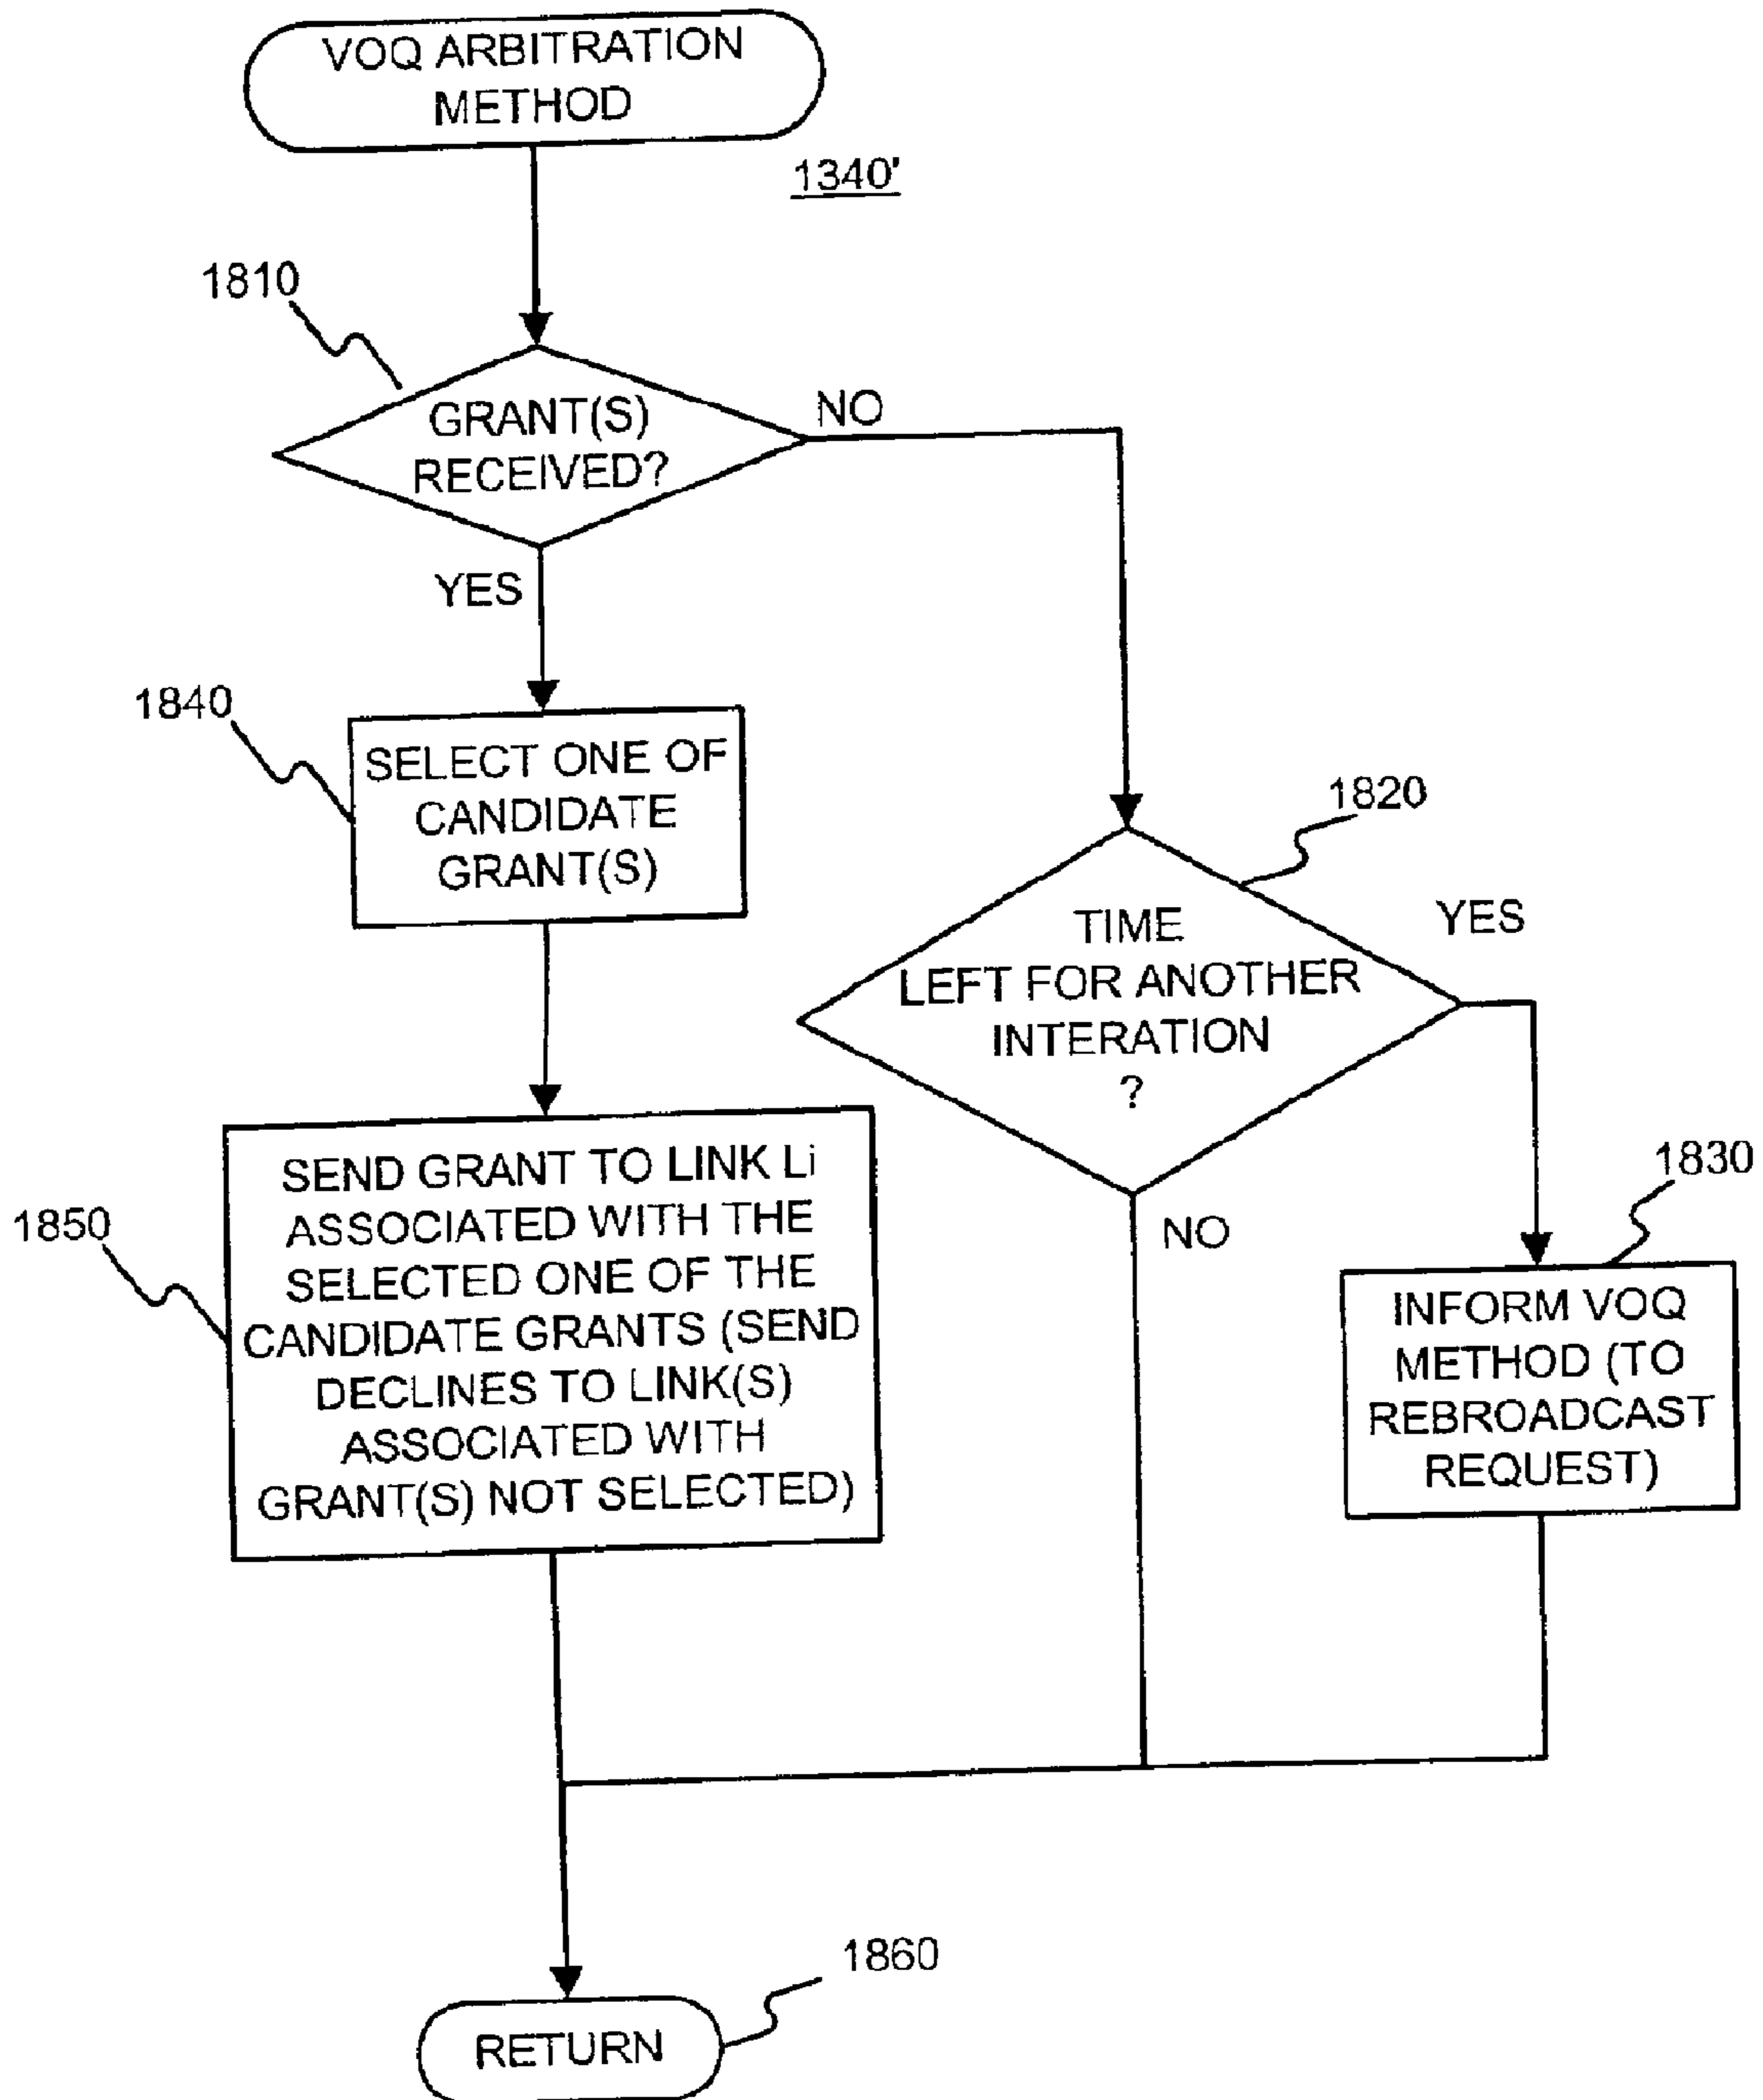 VOQ ARBITRATION
METHOD
1340'
1810
GRANT(S)
RECEIVED?
NO
YES
1840
SELECT ONE OF
CANDIDATE
GRANT(S)
1820
TIME
LEFT FOR ANOTHER
INTERATION
?
YES
NO
1850
SEND GRANT TO LINK Li
ASSOCIATED WITH THE
SELECTED ONE OF THE
CANDIDATE GRANTS (SEND
DECLINES TO LINK(S)
ASSOCIATED WITH
GRANT(S) NOT SELECTED)
1830
INFORM VOQ
METHOD (TO
REBROADCAST
REQUEST)
1860
RETURN